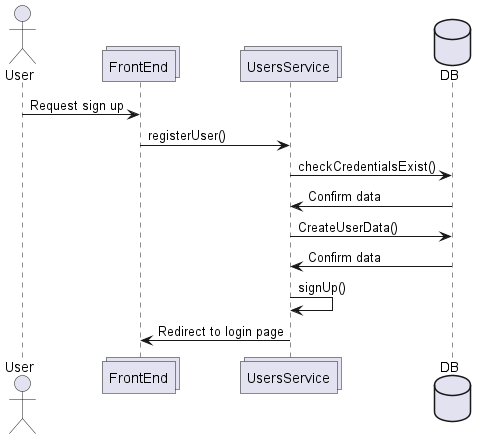 User
FrontEnd
UsersService
DB
Request sign up
registerUser()
checkCredentialsExist()
Confirm data
CreateUserData()
Confirm data
signUp()
Redirect to login page
User
FrontEnd
UsersService
DB